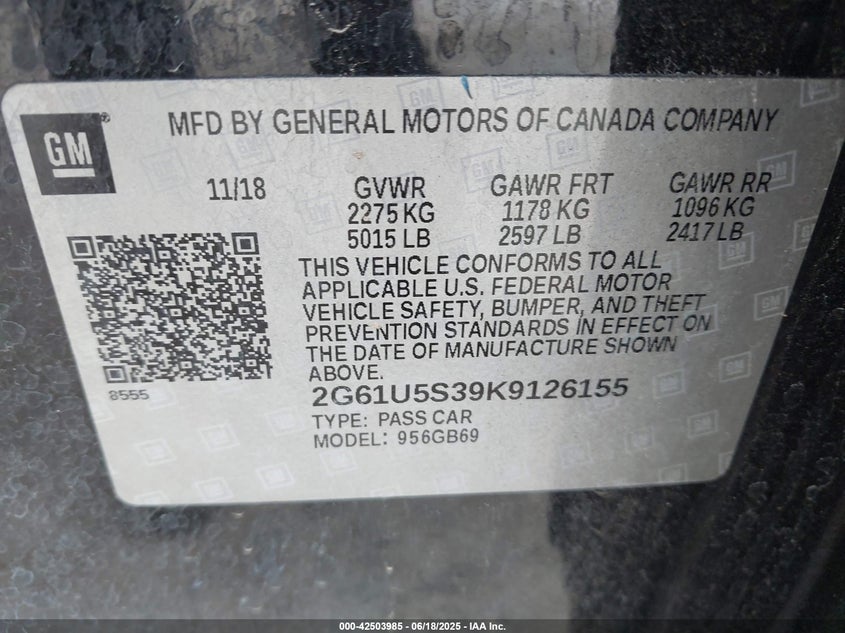 GM
MFD BY GENERAL MOTORS OF CANADA COMPANY
11/18 GVWR GAWR FRT GAWR RR
2275 KG 1178 KG 1096 KG
5015 LB 2597 LB 2417 LB
THIS VEHICLE CONFORMS TO ALL
APPLICABLE U.S. FEDERAL MOTOR
VEHICLE SAFETY, BUMPER, AND THEFT
PREVENTION STANDARDS IN EFFECT ON
THE DATE OF MANUFACTURE SHOWN
ABOVE.
8555
2G61U5S39K9126155
TYPE: PASS CAR
MODEL: 956GB69
000-42503985 - 06/18/2025 - IAA Inc.